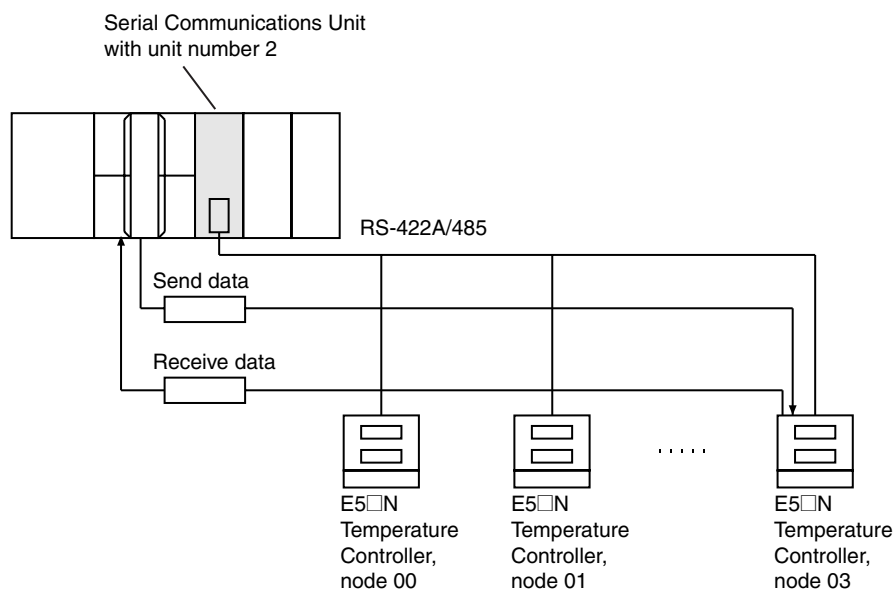 Serial Communications Unit
with unit number 2
RS-422A/485
Send data
Receive data
E5□N
Temperature
Controller,
node 00
E5□N
Temperature
Controller,
node 01
.....
E5□N
Temperature
Controller,
node 03